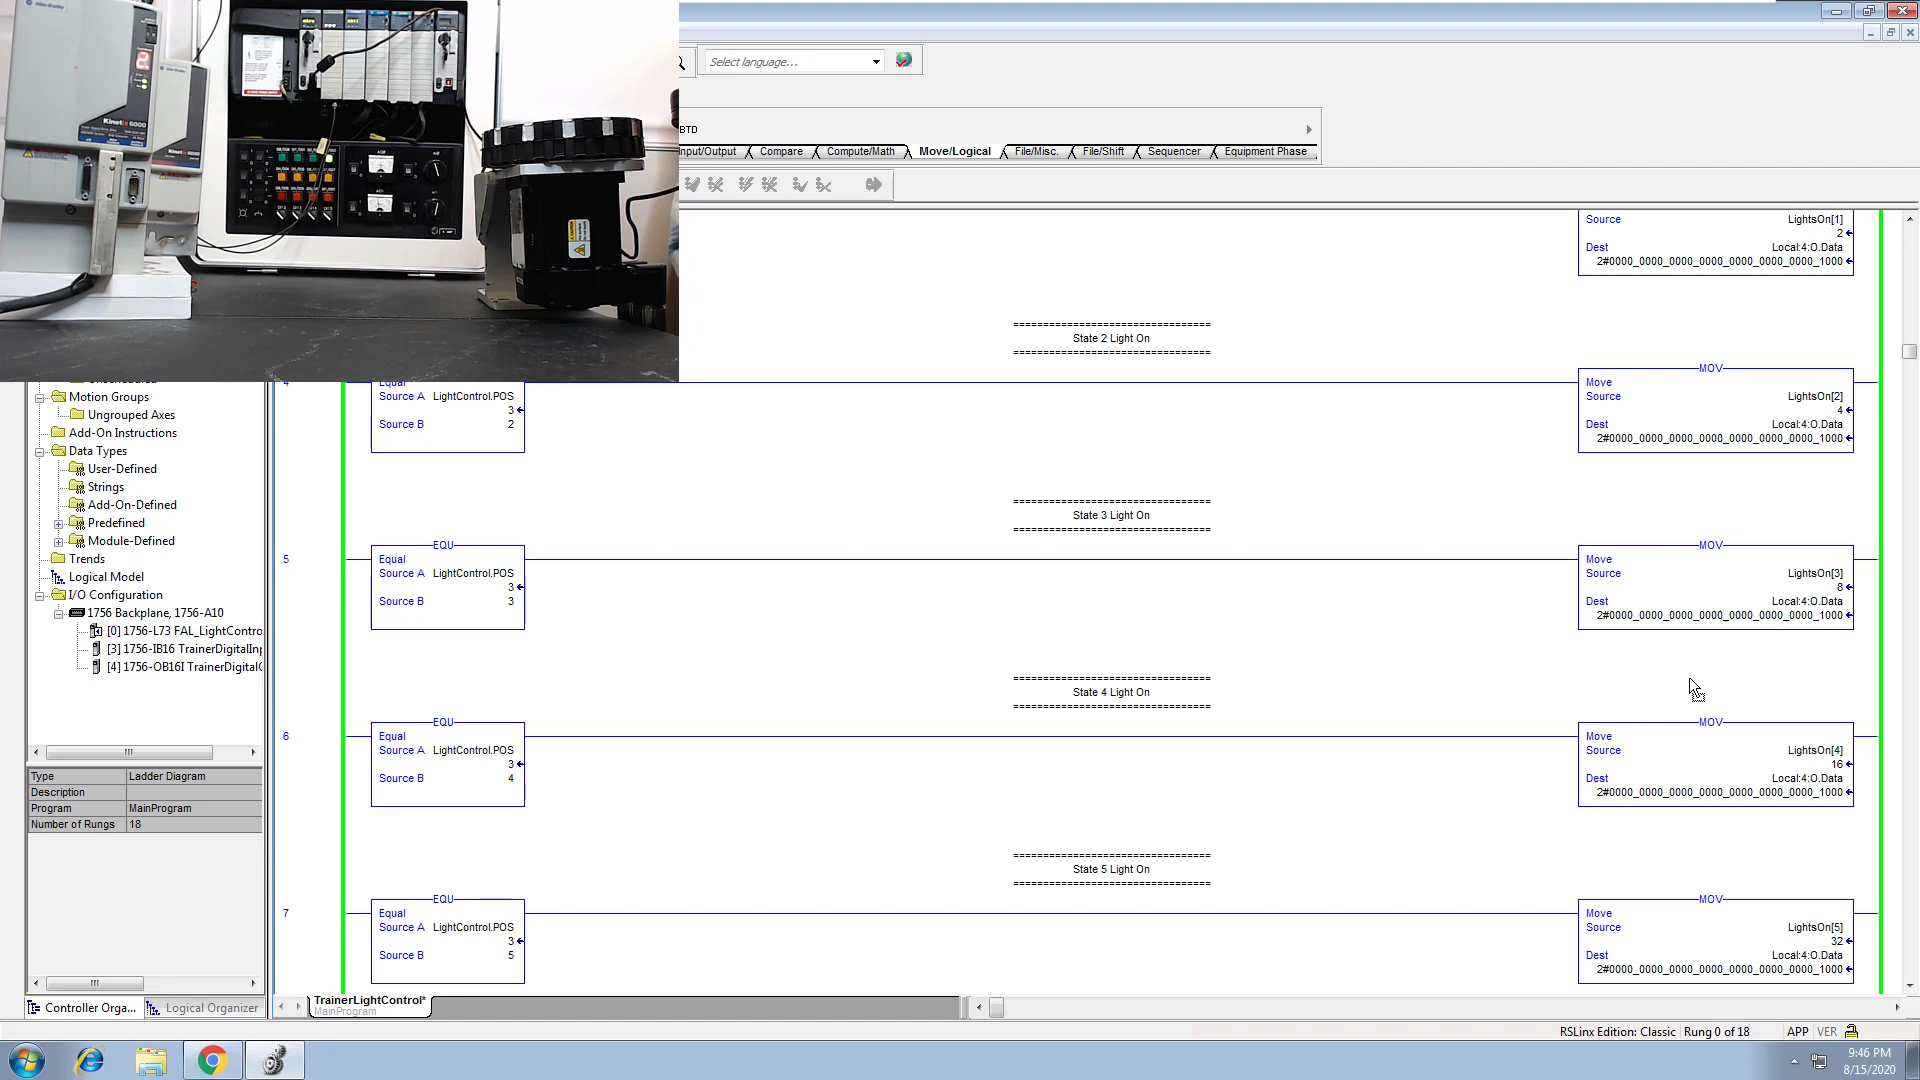 Allen-Bradley
Kinetix 6000
Kinetix 6000
Select language...
BTD
nput/Output
Compare
Compute/Math
Move/Logical
File/Misc.
File/Shift
Sequencer
Equipment Phase
Source LightsOn[1]
2
Dest Local:4:O.Data
2#0000_0000_0000_0000_0000_0000_0000_1000
================================
State 2 Light On
================================
4
Equal
Source A LightControl.POS
3
Source B 2
MOV
Move
Source LightsOn[2]
4
Dest Local:4:O.Data
2#0000_0000_0000_0000_0000_0000_0000_1000
================================
State 3 Light On
================================
5
EQU
Equal
Source A LightControl.POS
3
Source B 3
MOV
Move
Source LightsOn[3]
8
Dest Local:4:O.Data
2#0000_0000_0000_0000_0000_0000_0000_1000
================================
State 4 Light On
================================
6
EQU
Equal
Source A LightControl.POS
3
Source B 4
MOV
Move
Source LightsOn[4]
16
Dest Local:4:O.Data
2#0000_0000_0000_0000_0000_0000_0000_1000
================================
State 5 Light On
================================
7
EQU
Equal
Source A LightControl.POS
3
Source B 5
MOV
Move
Source LightsOn[5]
32
Dest Local:4:O.Data
2#0000_0000_0000_0000_0000_0000_0000_1000
Motion Groups
Ungrouped Axes
Add-On Instructions
Data Types
User-Defined
Strings
Add-On-Defined
Predefined
Module-Defined
Trends
Logical Model
I/O Configuration
1756 Backplane, 1756-A10
[0] 1756-L73 FAL_LightContro
[3] 1756-IB16 TrainerDigitalInp
[4] 1756-OB16I TrainerDigitalC
Type Ladder Diagram
Description
Program MainProgram
Number of Rungs 18
Controller Orga...
Logical Organizer
TrainerLightControl*
MainProgram
RSLinx Edition: Classic Rung 0 of 18 APP VER
9:46 PM
8/15/2020